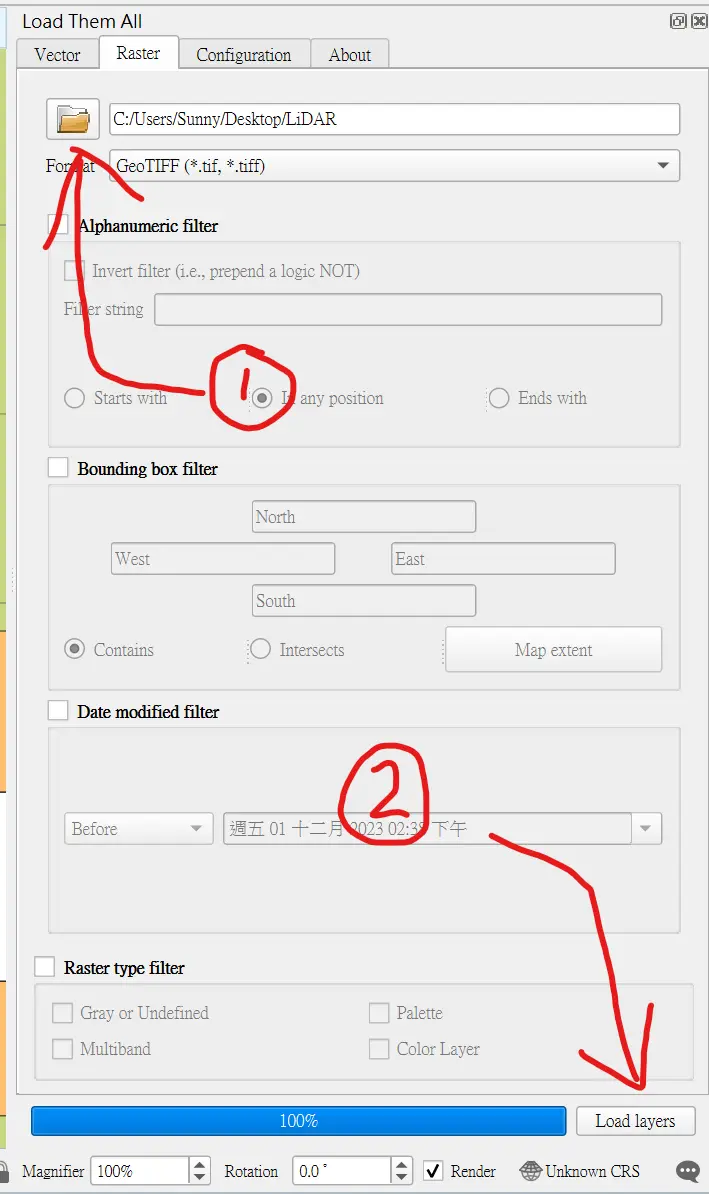 Load Them All
Vector Raster Configuration About
C:/Users/Sunny/Desktop/LiDAR
Format GeoTIFF (*.tif, *.tiff)
Alphanumeric filter
Invert filter (i.e., prepend a logic NOT)
Filter string
1
Starts with In any position Ends with
Bounding box filter
North
West East
South
Contains Intersects Map extent
Date modified filter
2
Before 週五 01 十二月 2023 02:38 下午
Raster type filter
Gray or Undefined Palette
Multiband Color Layer
100% Load layers
Magnifier 100% Rotation 0.0 ° Render Unknown CRS